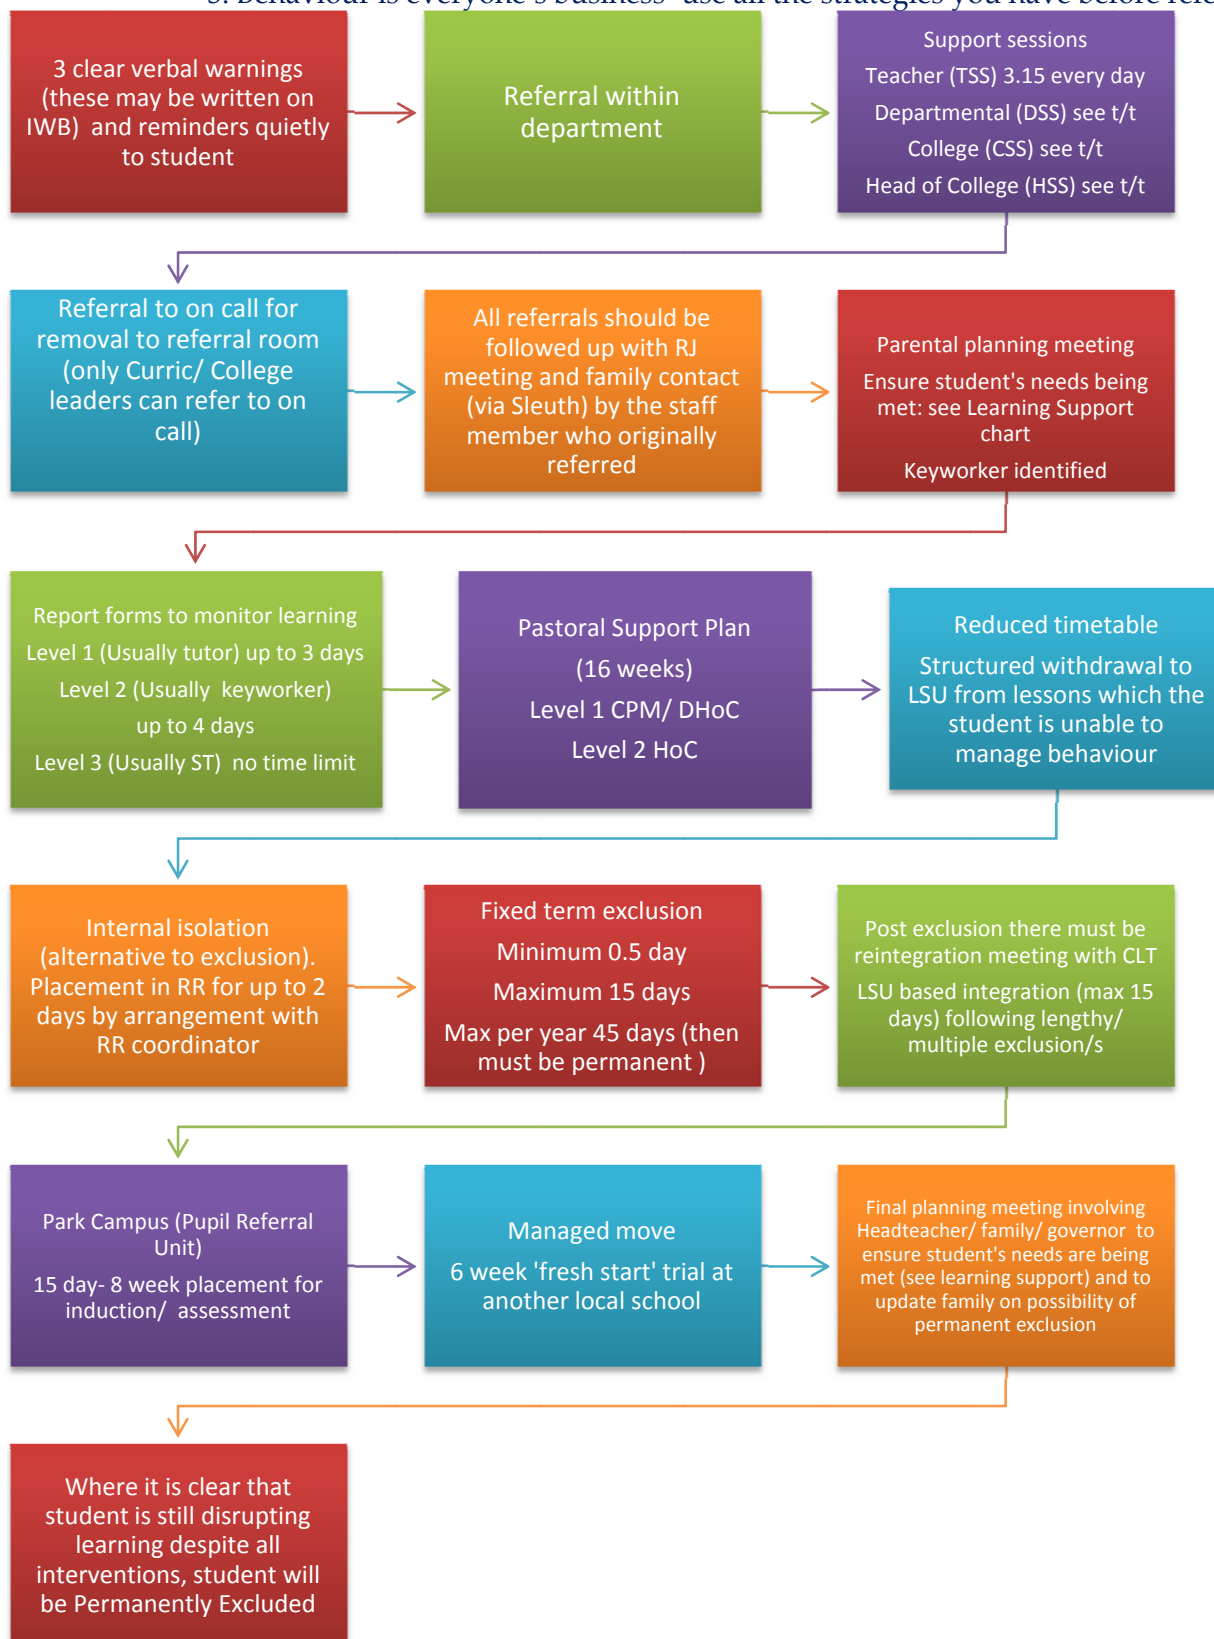 5. Behaviour is everyone's business- use all the strategies you have before
3 clear verbal warnings
(these may be written on
IWB) and reminders quietly
to student
Referral within
department
Support sessions
Teacher (TSS) 3.15 every day
Departmental (DSS) see t/t
College (CSS) see t/t
Head of College (HSS) see t/t
Referral to on call for
removal to referral room
(only Curric/ College
leaders can refer to on
call)
All referrals should be
followed up with RJ
meeting and family contact
(via Sleuth) by the staff
member who originally
referred
Parental planning meeting
Ensure student's needs being
met: see Learning Support
chart
Keyworker identified
Report forms to monitor learning
Level 1 (Usually tutor) up to 3 days
Level 2 (Usually keyworker)
up to 4 days
Level 3 (Usually ST) no time limit
Pastoral Support Plan
(16 weeks)
Level 1 CPM/ DHoC
Level 2 HoC
Reduced timetable
Structured withdrawal to
LSU from lessons which the
student is unable to
manage behaviour
Internal isolation
(alternative to exclusion).
Placement in RR for up to 2
days by arrangement with
RR coordinator
Fixed term exclusion
Minimum 0.5 day
Maximum 15 days
Max per year 45 days (then
must be permanent )
Post exclusion there must be
reintegration meeting with CLT
LSU based integration (max 15
days) following lengthy/
multiple exclusion/s
Park Campus (Pupil Referral
Unit)
15 day- 8 week placement for
induction/ assessment
Managed move
6 week 'fresh start' trial at
another local school
Final planning meeting involving
Headteacher/ family/ governor to
ensure student's needs are being
met (see learning support) and to
update family on possibility of
permanent exclusion
Where it is clear that
student is still disrupting
learning despite all
interventions, student will
be Permanently Excluded